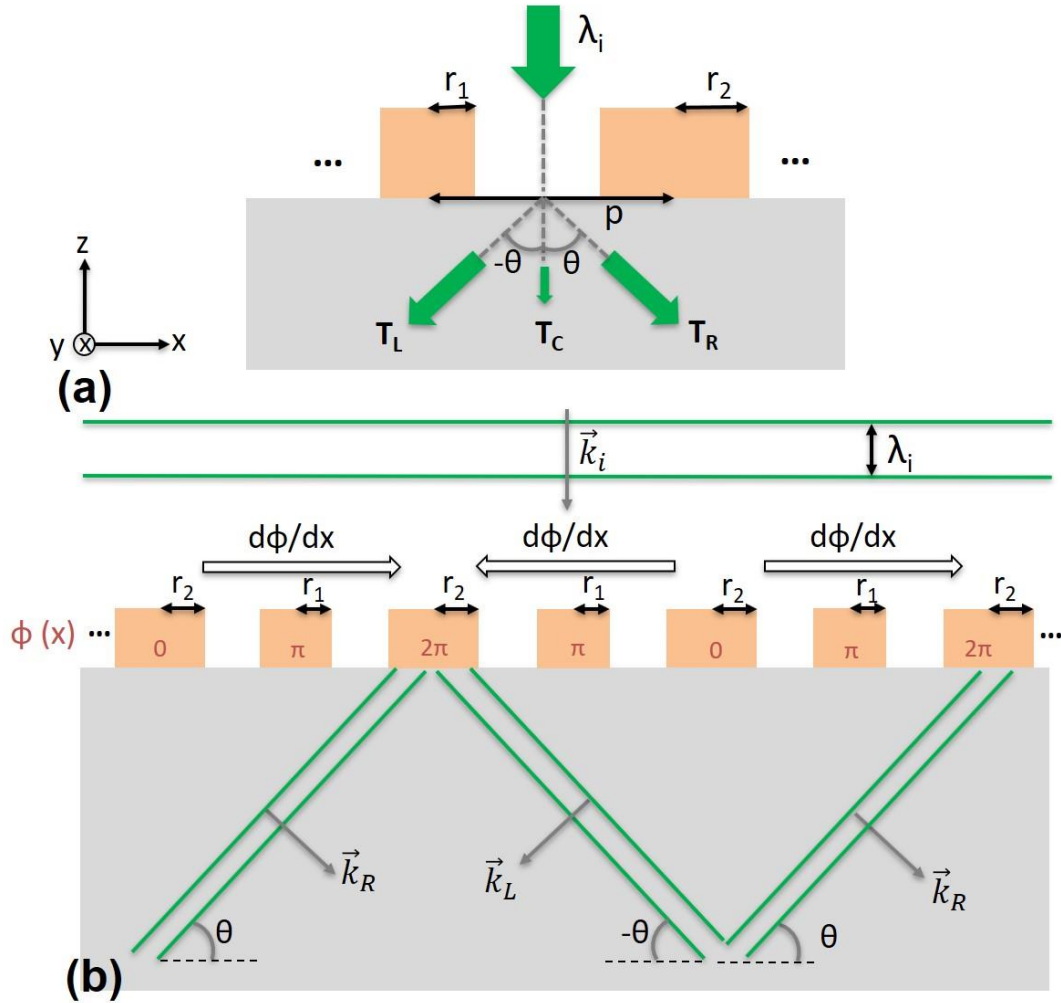 λi
r1
r2
... ...
p
-θ θ
TL TC TR
z
y x x
(a)
k⃗i
λi
dφ/dx dφ/dx dφ/dx
r2 r1 r2 r1 r2 r1 r2
φ (x) ... 0 π 2π π 0 π 2π ...
k⃗R k⃗L k⃗R
θ -θ θ
(b)